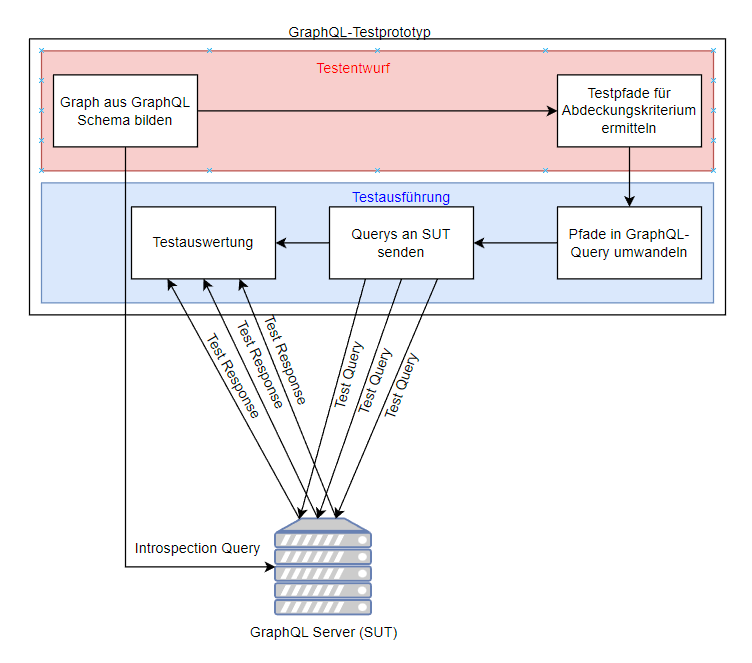 GraphQL-Testprototyp
Testentwurf
Graph aus GraphQL
Schema bilden
Testpfade für
Abdeckungskriterium
ermitteln
Testausführung
Testauswertung
Querys an SUT
senden
Pfade in GraphQL-
Query umwandeln
Test Response
Test Response
Test Response
Test Query
Test Query
Test Query
Introspection Query
GraphQL Server (SUT)